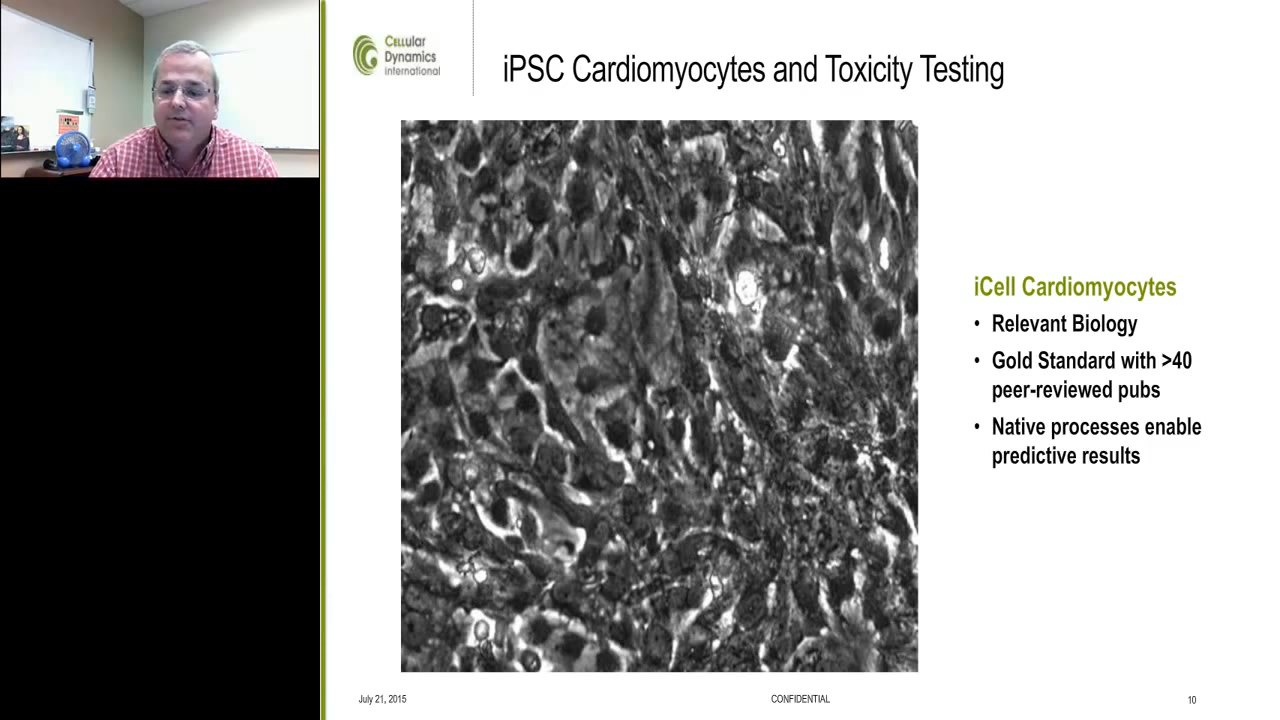 CELLular
Dynamics
international
iPSC Cardiomyocytes and Toxicity Testing
iCell Cardiomyocytes
• Relevant Biology
• Gold Standard with >40
peer-reviewed pubs
• Native processes enable
predictive results
July 21, 2015
CONFIDENTIAL
10